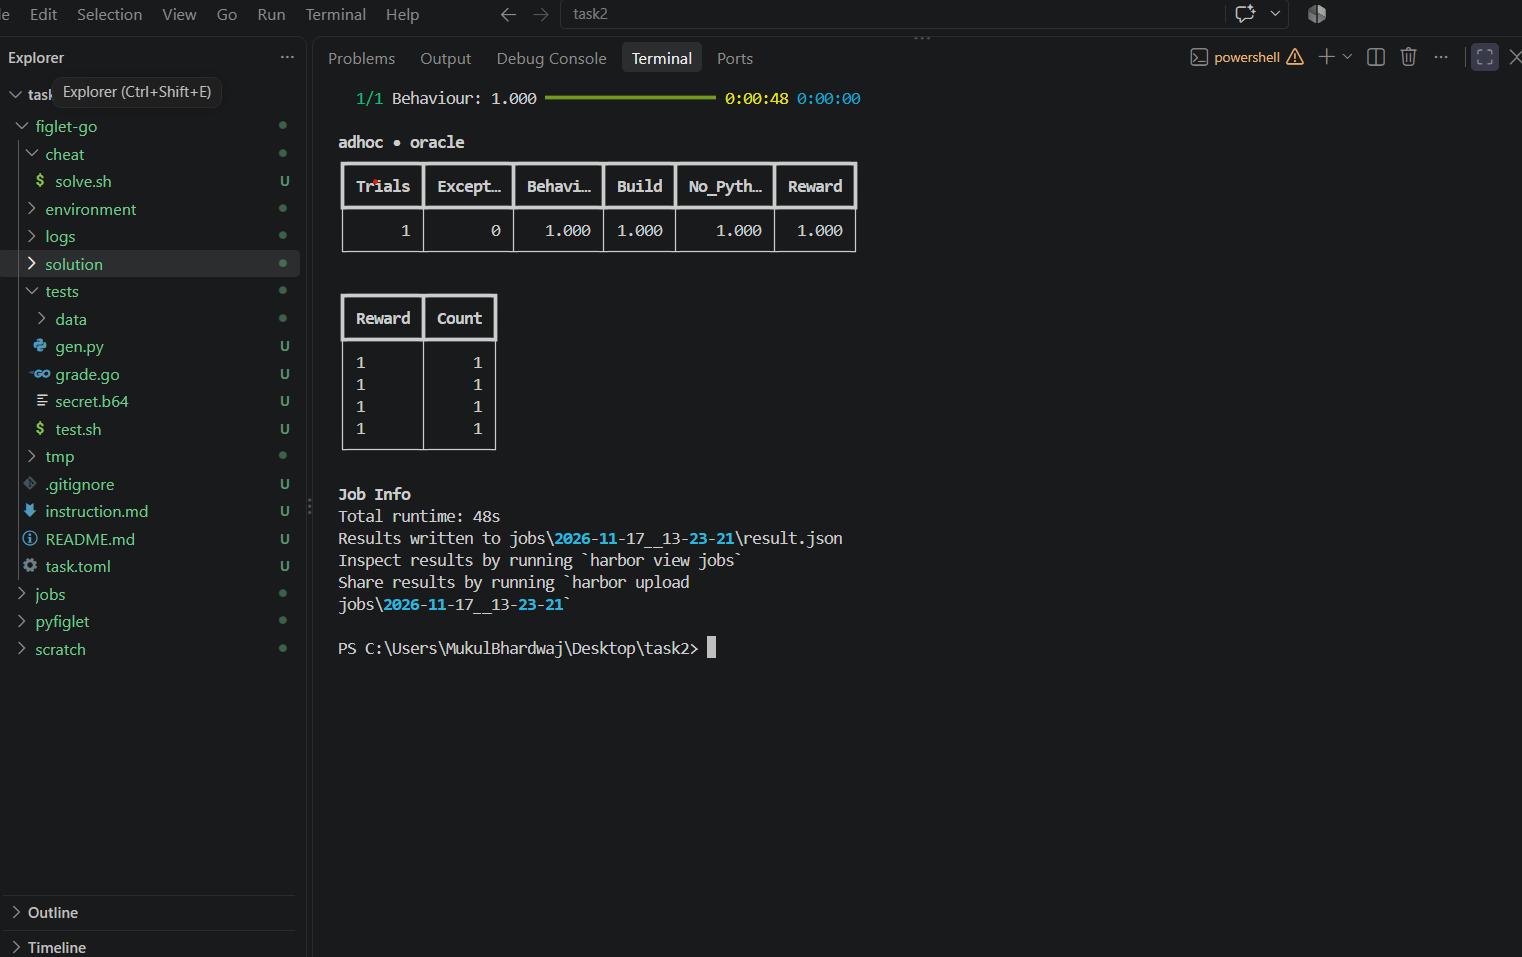 le Edit Selection View Go Run Terminal Help
task2
Explorer
task
Explorer (Ctrl+Shift+E)
figlet-go
cheat
solve.sh U
environment
logs
solution
tests
data
gen.py U
grade.go U
secret.b64 U
test.sh U
tmp
.gitignore U
instruction.md U
README.md U
task.toml U
jobs
pyfiglet
scratch
Outline
Timeline
Problems Output Debug Console Terminal Ports
powershell
1/1 Behaviour: 1.000 0:00:48 0:00:00
adhoc • oracle
Trials Except… Behavi… Build No_Pyth… Reward
1 0 1.000 1.000 1.000 1.000
Reward Count
1 1
1 1
1 1
1 1
Job Info
Total runtime: 48s
Results written to jobs\2026-11-17__13-23-21\result.json
Inspect results by running `harbor view jobs`
Share results by running `harbor upload
jobs\2026-11-17__13-23-21`
PS C:\Users\MukulBhardwaj\Desktop\task2>